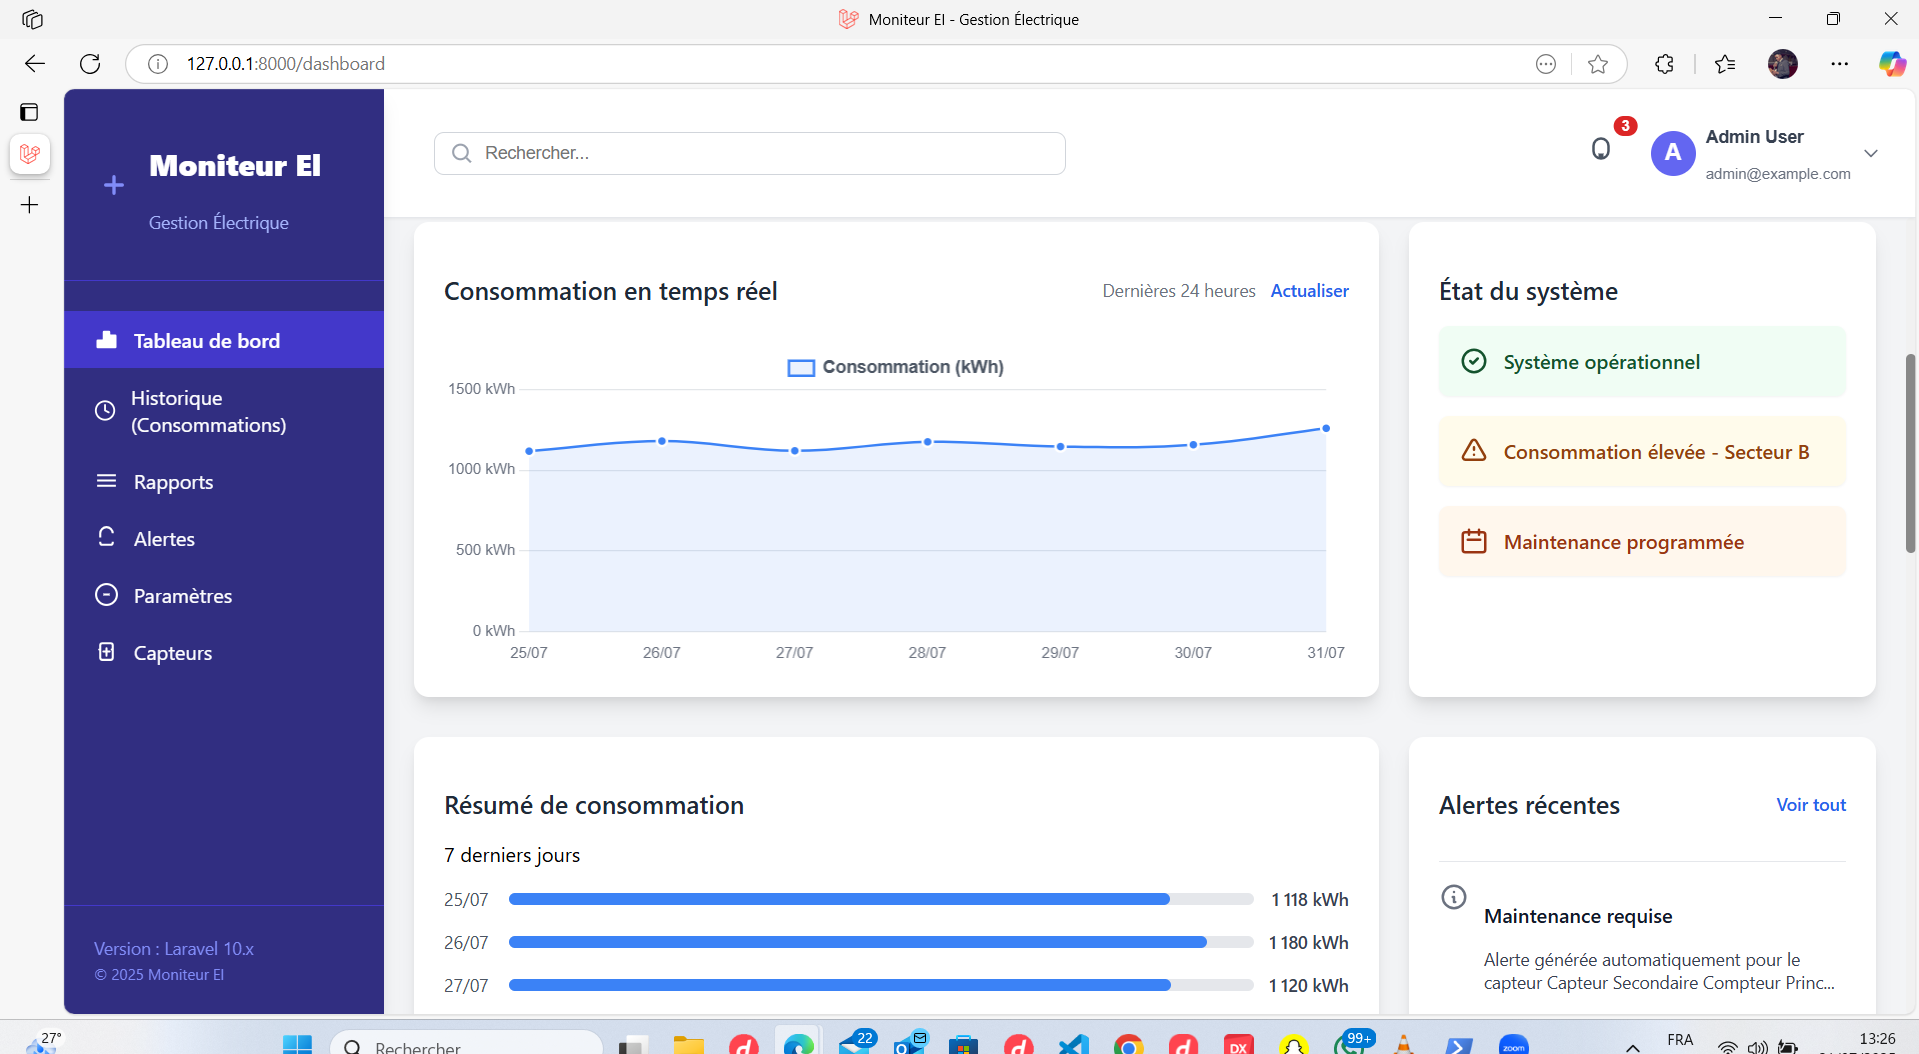 Moniteur El - Gestion Électrique
127.0.0.1:8000/dashboard
Moniteur El
Gestion Électrique
Tableau de bord
Historique
(Consommations)
Rapports
Alertes
Paramètres
Capteurs
Version : Laravel 10.x
© 2025 Moniteur El
Rechercher...
3
A
Admin User
admin@example.com
Consommation en temps réel
Dernières 24 heures Actualiser
Consommation (kWh)
1500 kWh
1000 kWh
500 kWh
0 kWh
25/07 26/07 27/07 28/07 29/07 30/07 31/07
État du système
Système opérationnel
Consommation élevée - Secteur B
Maintenance programmée
Résumé de consommation
7 derniers jours
25/07 1 118 kWh
26/07 1 180 kWh
27/07 1 120 kWh
Alertes récentes
Voir tout
Maintenance requise
Alerte générée automatiquement pour le
capteur Capteur Secondaire Compteur Princ...
27°
Rechercher
22
DX
99+
zoom
FRA
13:26